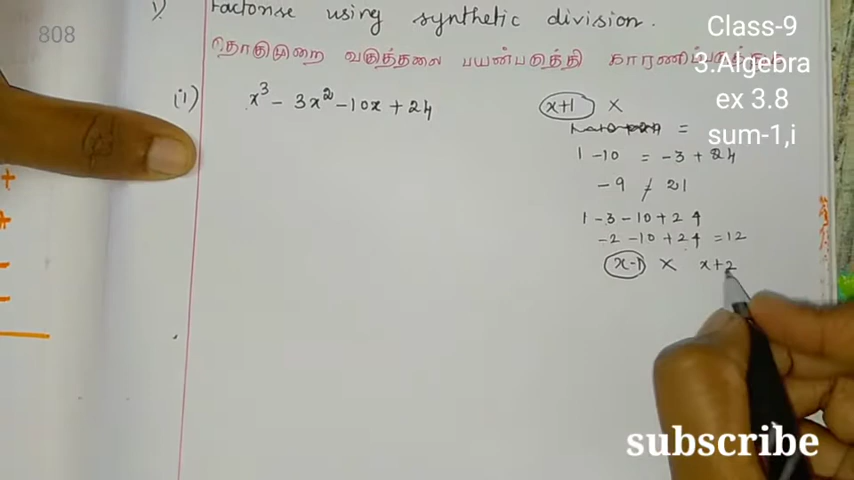 808
1) Factorise using synthetic division.
தொகுமுறை வகுத்தலை பயன்படுத்தி
(i) x³ - 3x² - 10x + 24
x+1 ×
=
1 -10 = -3 + 24
-9 ≠ 21
1 -3 -10 + 24
-2 -10 + 24 = 12
x-1 × x+2
Class-9
3.Algebra
ex 3.8
sum-1,i
subscribe